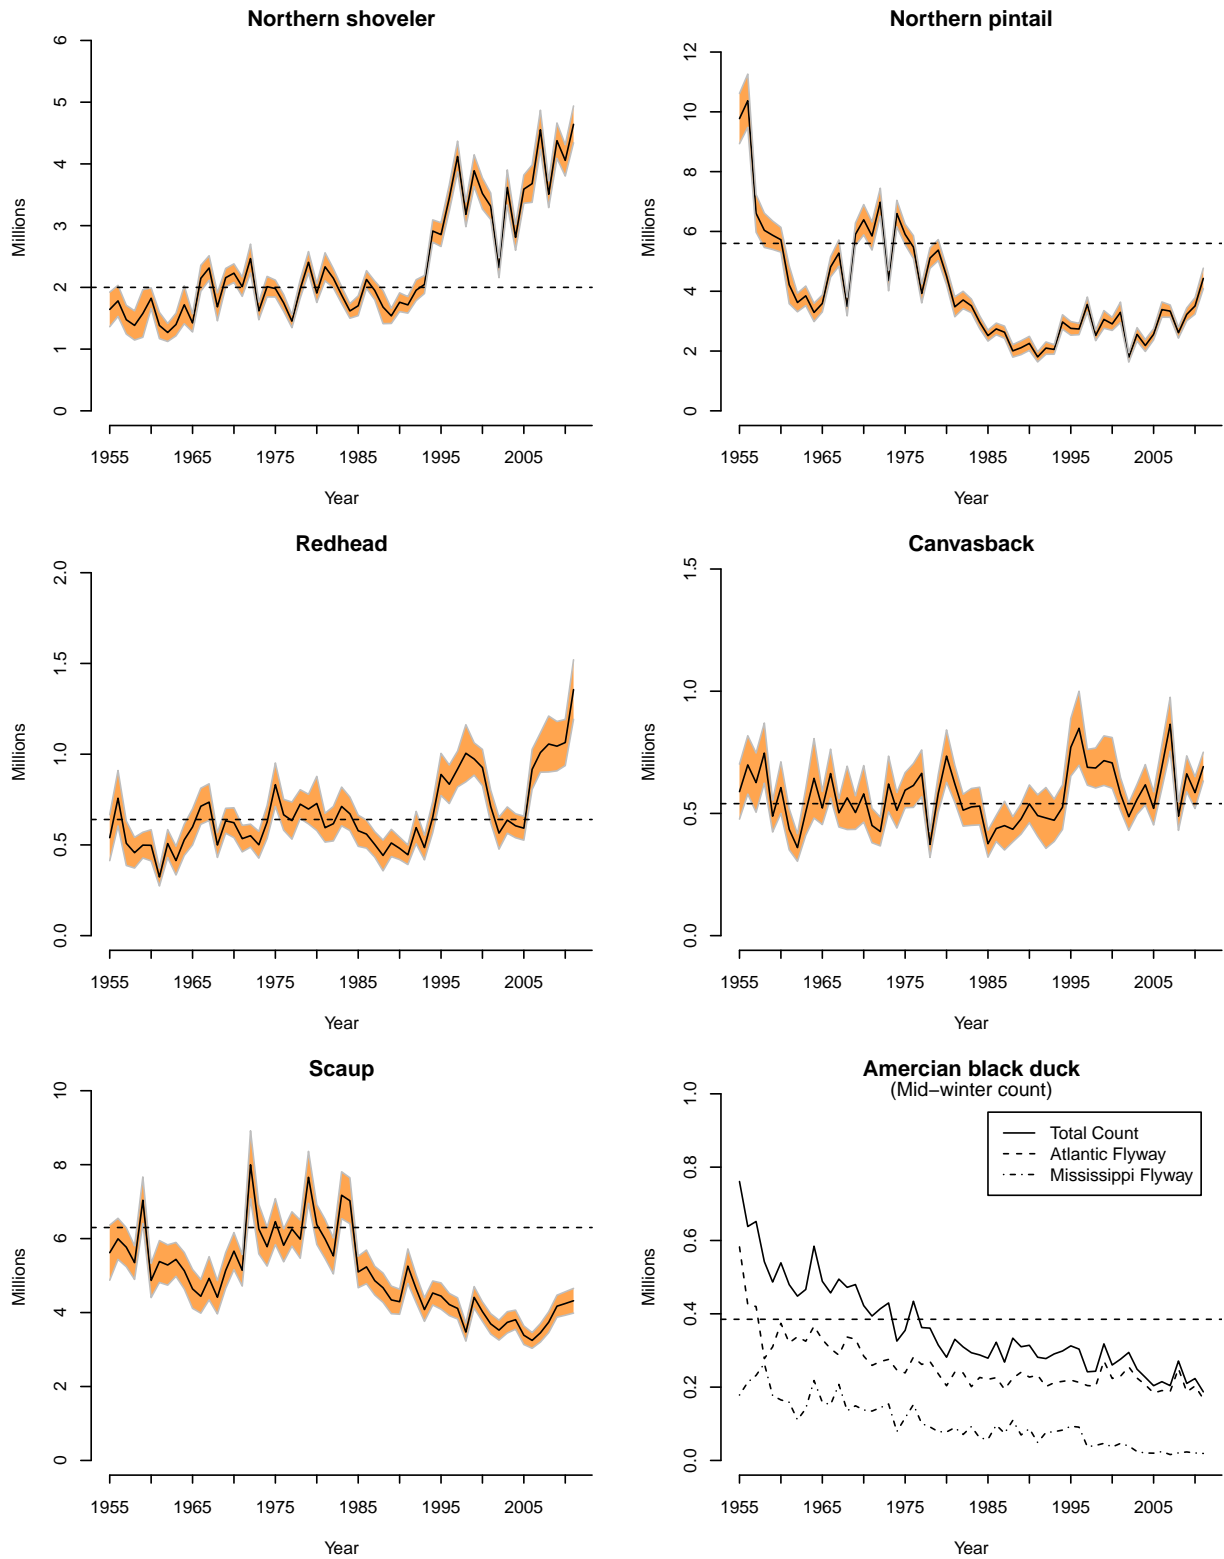 Northern shoveler
Millions
0 1 2 3 4 5 6
1955 1965 1975 1985 1995 2005
Year
Northern pintail
Millions
0 2 4 6 8 10 12
1955 1965 1975 1985 1995 2005
Year
Redhead
Millions
0.0 0.5 1.0 1.5 2.0
1955 1965 1975 1985 1995 2005
Year
Canvasback
Millions
0.0 0.5 1.0 1.5
1955 1965 1975 1985 1995 2005
Year
Scaup
Millions
0 2 4 6 8 10
1955 1965 1975 1985 1995 2005
Year
Amercian black duck
(Mid−winter count)
Total Count
Atlantic Flyway
Mississippi Flyway
Millions
0.0 0.2 0.4 0.6 0.8 1.0
1955 1965 1975 1985 1995 2005
Year